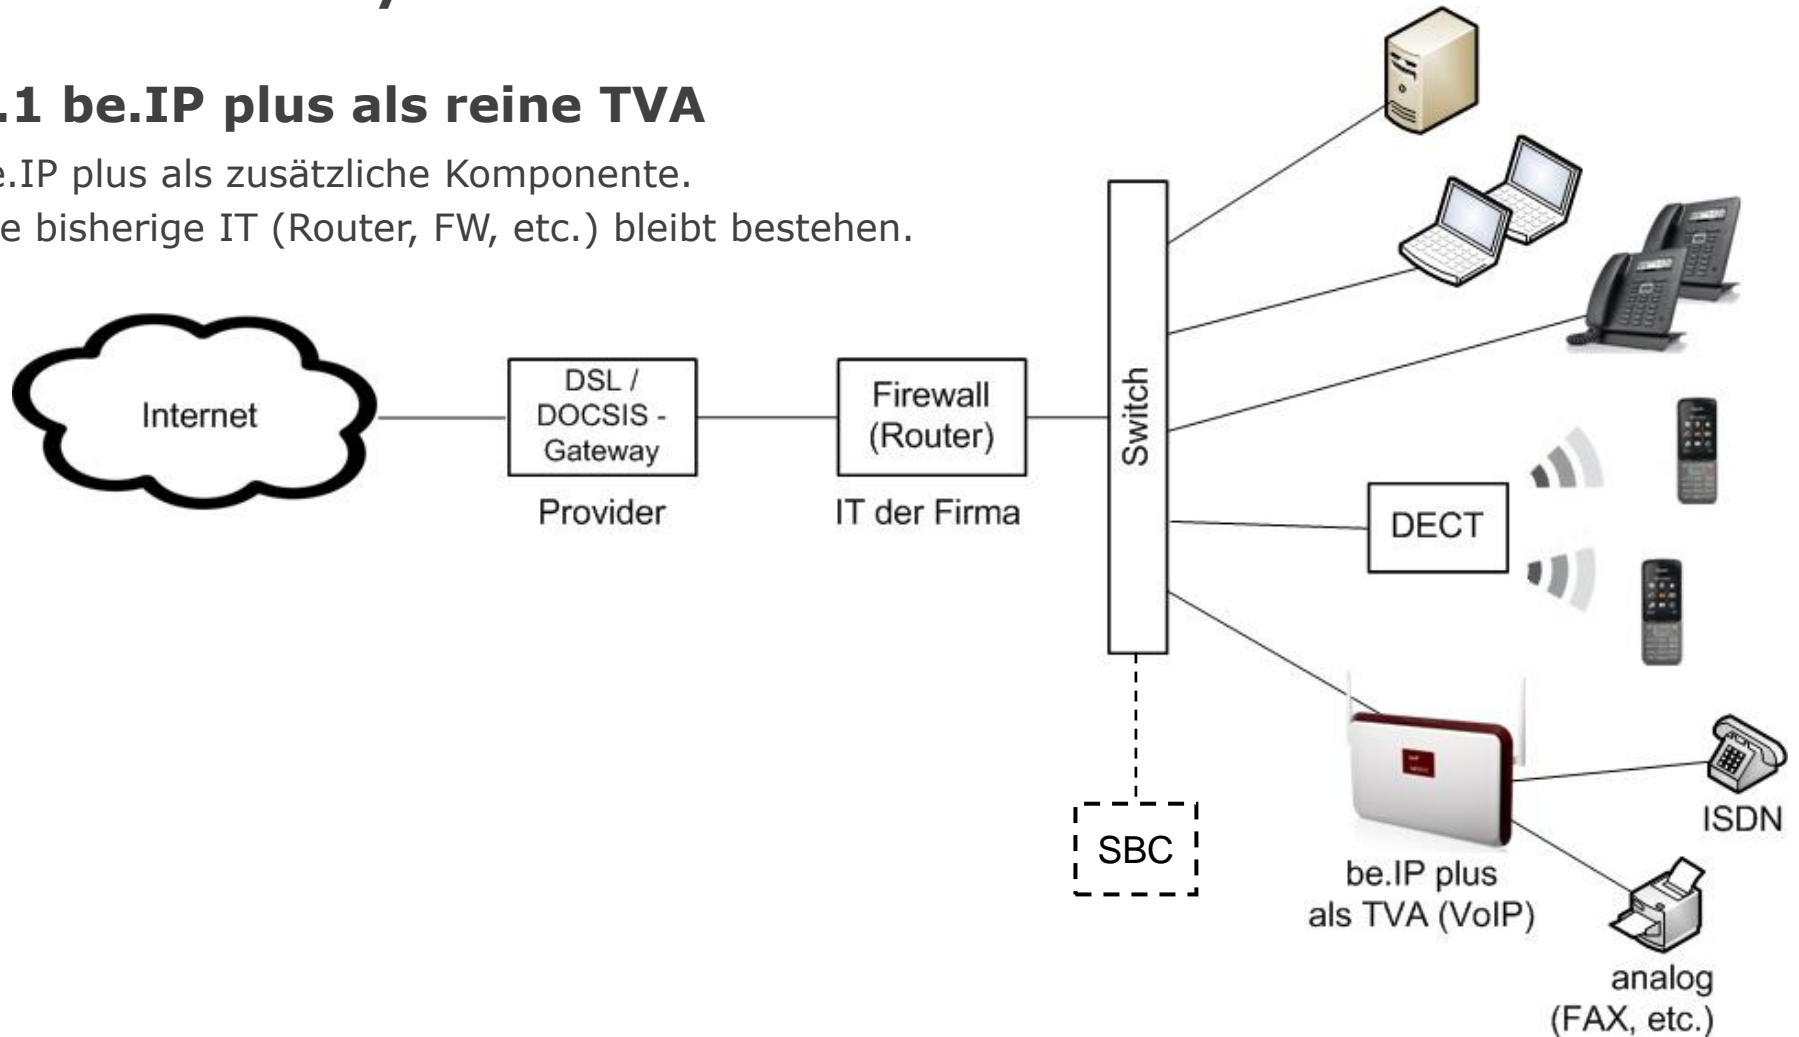 .1 be.IP plus als reine TVA
e.IP plus als zusätzliche Komponente.
e bisherige IT (Router, FW, etc.) bleibt bestehen.
Internet
DSL /
DOCSIS -
Gateway
Provider
Firewall
(Router)
IT der Firma
Switch
DECT
SBC
be.IP plus
als TVA (VoIP)
ISDN
analog
(FAX, etc.)